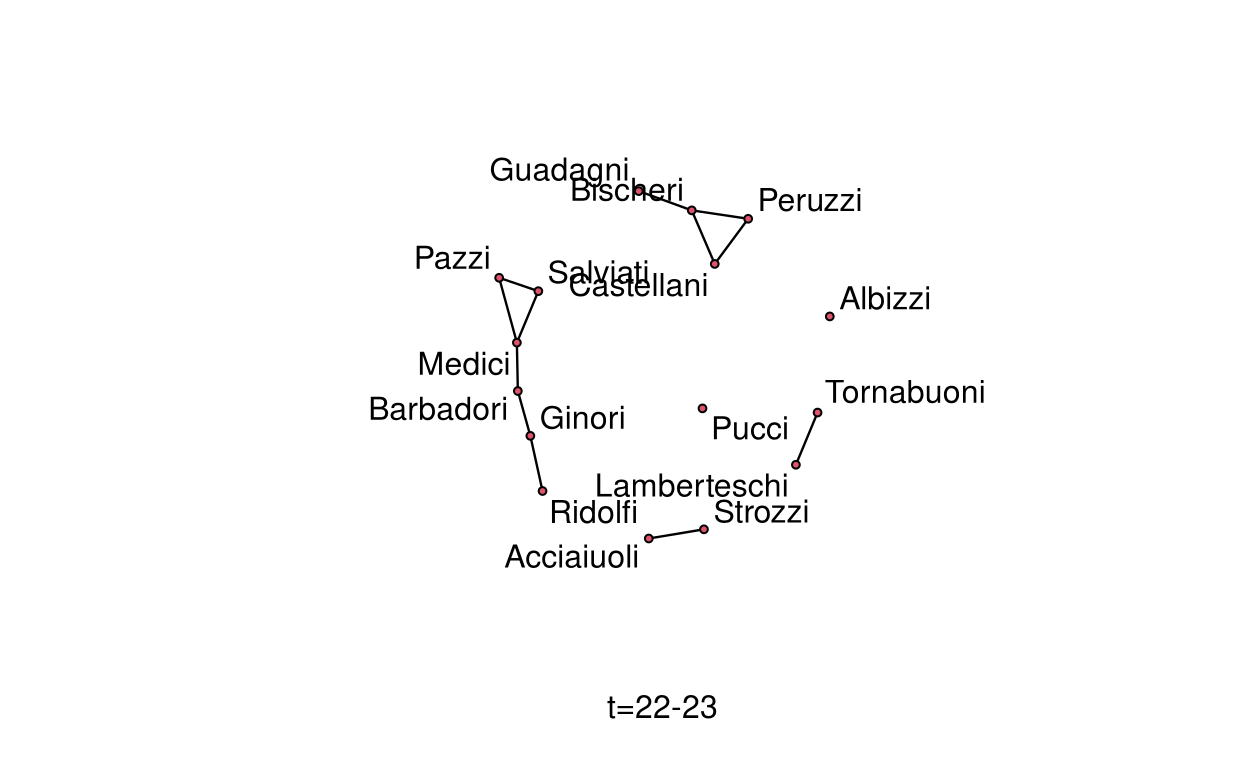 Guadagni
Bischeri
Peruzzi
Pazzi
Salviati
Castellani
Albizzi
Medici
Barbadori
Ginori
Tornabuoni
Pucci
Lamberteschi
Ridolfi
Strozzi
Acciaiuoli
t=22-23